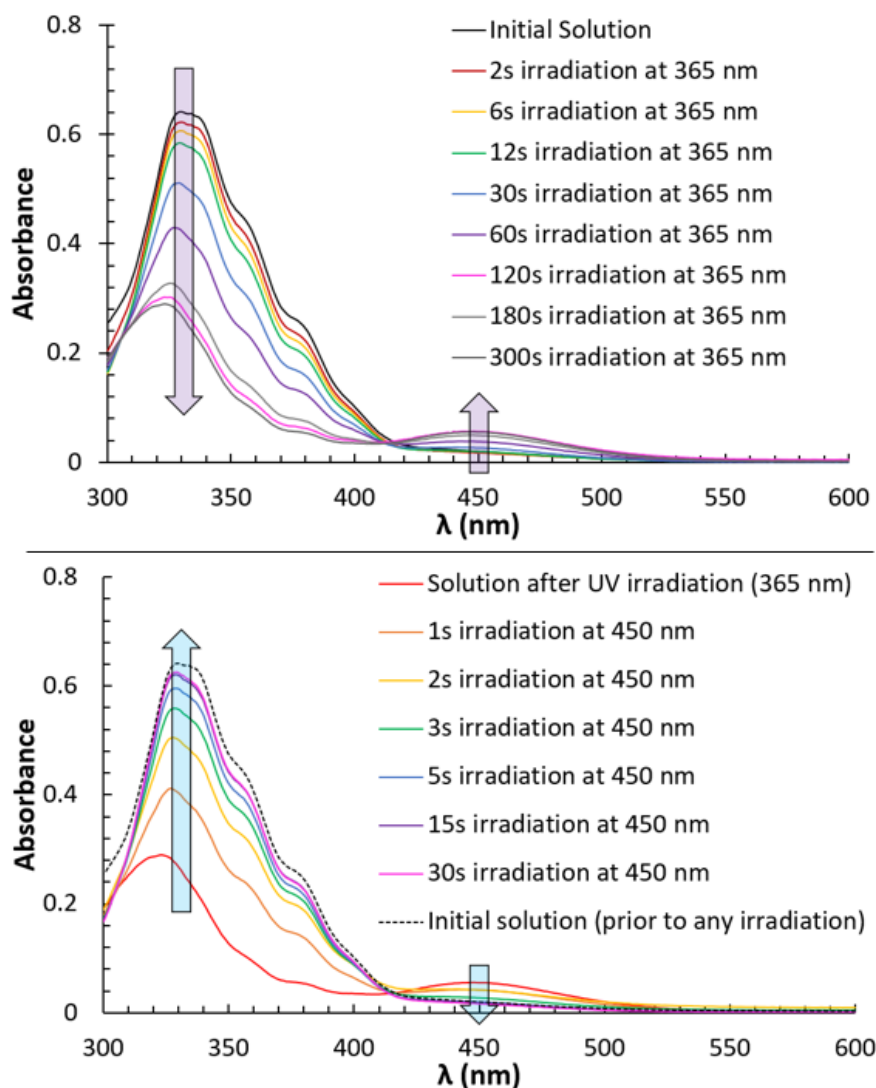 0.8
0.6
0.4
0.2
0
Absorbance
300 350 400 450 500 550 600
λ (nm)
Initial Solution
2s irradiation at 365 nm
6s irradiation at 365 nm
12s irradiation at 365 nm
30s irradiation at 365 nm
60s irradiation at 365 nm
120s irradiation at 365 nm
180s irradiation at 365 nm
300s irradiation at 365 nm
0.8
0.6
0.4
0.2
0
Absorbance
300 350 400 450 500 550 600
λ (nm)
Solution after UV irradiation (365 nm)
1s irradiation at 450 nm
2s irradiation at 450 nm
3s irradiation at 450 nm
5s irradiation at 450 nm
15s irradiation at 450 nm
30s irradiation at 450 nm
Initial solution (prior to any irradiation)